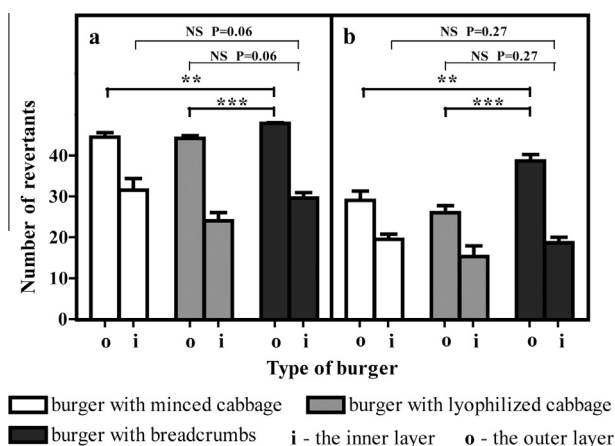 a
NS P=0.06
NS P=0.06
**
***
b
NS P=0.27
NS P=0.27
**
***
Number of revertants
40
30
20
10
0
o i o i o i o i o i o i
Type of burger
burger with minced cabbage burger with lyophilized cabbage
burger with breadcrumbs i - the inner layer o - the outer layer